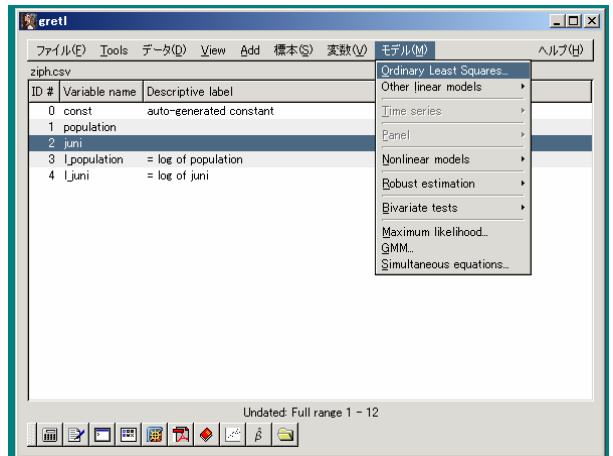 gretl
ファイル(F) Tools データ(D) View Add 標本(S) 変数(V) モデル(M) ヘルプ(H)
ziph.csv
ID # Variable name Descriptive label
0 const auto-generated constant
1 population
2 juni
3 l_population = log of population
4 l_juni = log of juni
Ordinary Least Squares...
Other linear models
Time series
Panel
Nonlinear models
Robust estimation
Bivariate tests
Maximum likelihood...
GMM...
Simultaneous equations...
Undated: Full range 1 - 12
β̂